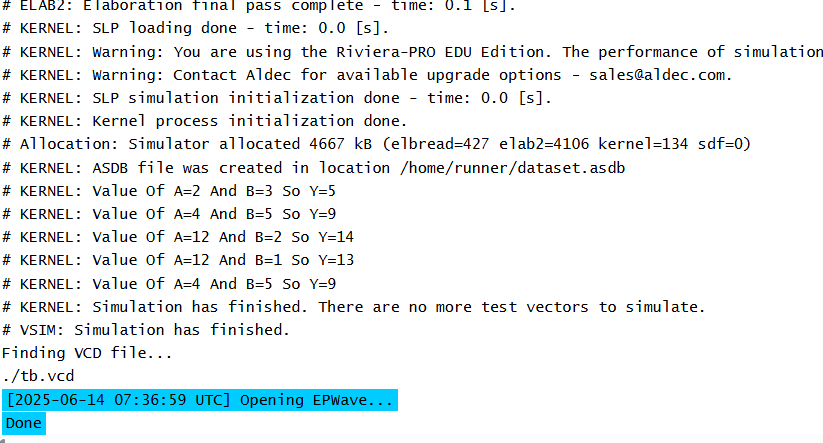 # ELAB2: Elaboration final pass complete - time: 0.1 [s].
# KERNEL: SLP loading done - time: 0.0 [s].
# KERNEL: Warning: You are using the Riviera-PRO EDU Edition. The performance of simulation
# KERNEL: Warning: Contact Aldec for available upgrade options - sales@aldec.com.
# KERNEL: SLP simulation initialization done - time: 0.0 [s].
# KERNEL: Kernel process initialization done.
# Allocation: Simulator allocated 4667 kB (elbread=427 elab2=4106 kernel=134 sdf=0)
# KERNEL: ASDB file was created in location /home/runner/dataset.asdb
# KERNEL: Value Of A=2 And B=3 So Y=5
# KERNEL: Value Of A=4 And B=5 So Y=9
# KERNEL: Value Of A=12 And B=2 So Y=14
# KERNEL: Value Of A=12 And B=1 So Y=13
# KERNEL: Value Of A=4 And B=5 So Y=9
# KERNEL: Simulation has finished. There are no more test vectors to simulate.
# VSIM: Simulation has finished.
Finding VCD file...
./tb.vcd
[2025-06-14 07:36:59 UTC] Opening EPWave...
Done